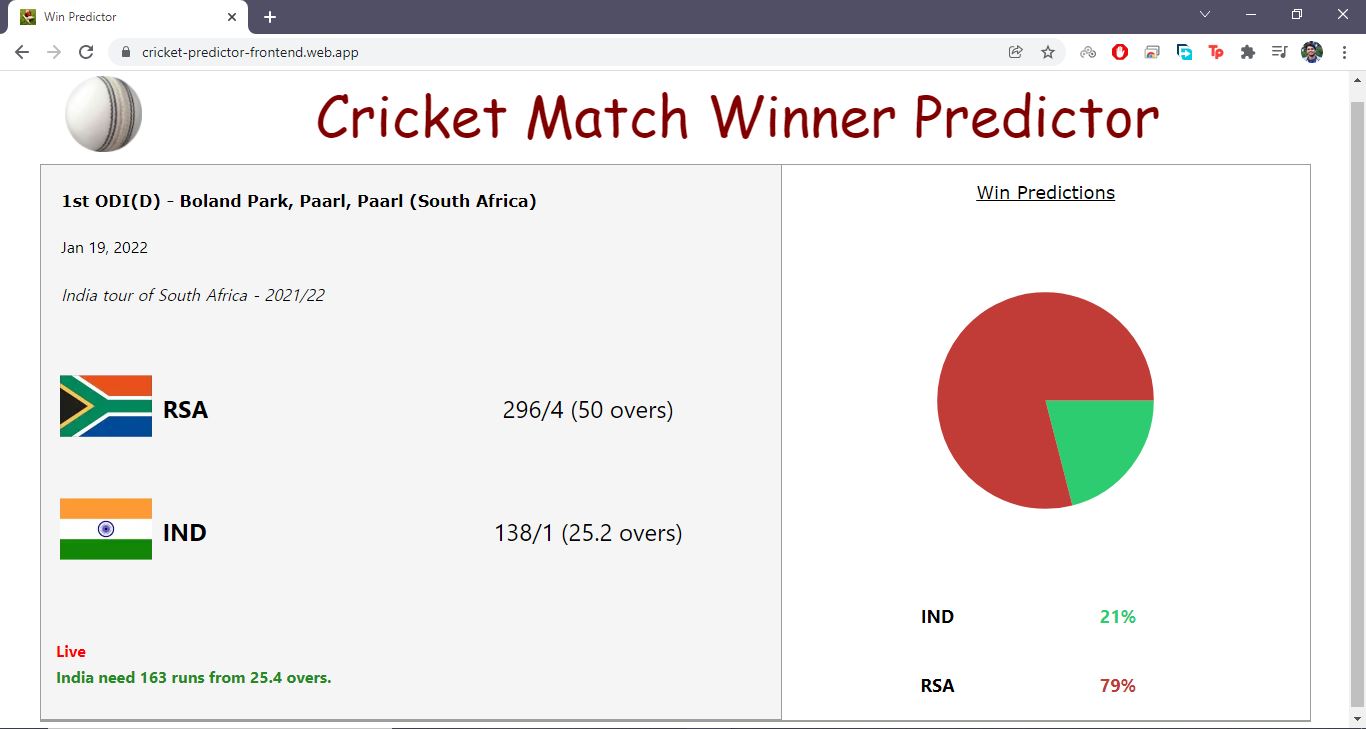 Win Predictor
cricket-predictor-frontend.web.app
Tp
Cricket Match Winner Predictor
1st ODI(D) - Boland Park, Paarl, Paarl (South Africa)
Jan 19, 2022
India tour of South Africa - 2021/22
RSA 296/4 (50 overs)
IND 138/1 (25.2 overs)
Live
India need 163 runs from 25.4 overs.
Win Predictions
IND 21%
RSA 79%